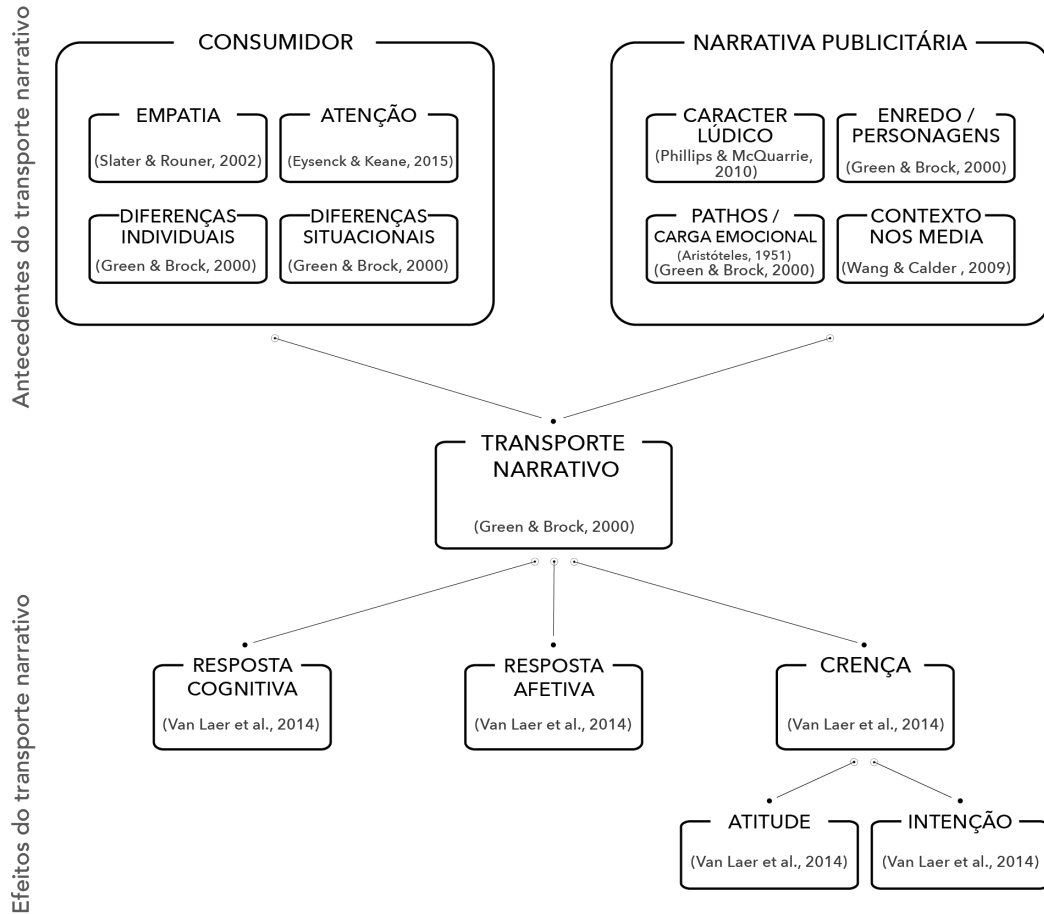 Antecedentes do transporte narrativo
CONSUMIDOR
EMPATIA
(Slater & Rouner, 2002)
ATENÇÃO
(Eysenck & Keane, 2015)
DIFERENÇAS
INDIVIDUAIS
(Green & Brock, 2000)
DIFERENÇAS
SITUACIONAIS
(Green & Brock, 2000)
NARRATIVA PUBLICITÁRIA
CARACTER
LÚDICO
(Phillips & McQuarrie,
2010)
ENREDO /
PERSONAGENS
(Green & Brock, 2000)
PATHOS /
CARGA EMOCIONAL
(Aristóteles, 1951)
(Green & Brock, 2000)
CONTEXTO
NOS MEDIA
(Wang & Calder , 2009)
TRANSPORTE
NARRATIVO
(Green & Brock, 2000)
Efeitos do transporte narrativo
RESPOSTA
COGNITIVA
(Van Laer et al., 2014)
RESPOSTA
AFETIVA
(Van Laer et al., 2014)
CRENÇA
(Van Laer et al., 2014)
ATITUDE
(Van Laer et al., 2014)
INTENÇÃO
(Van Laer et al., 2014)